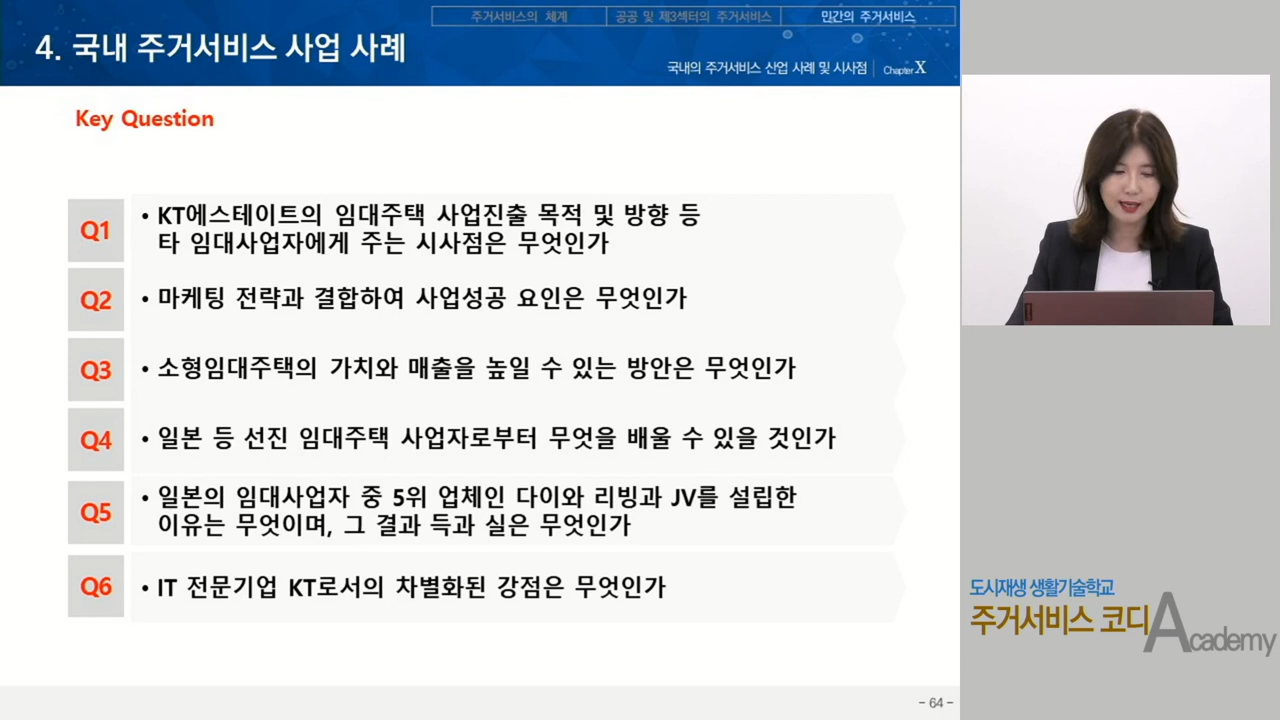 주거서비스의 체계
공공 및 제3섹터의 주거서비스
민간의 주거서비스
4. 국내 주거서비스 사업 사례
국내의 주거서비스 산업 사례 및 시사점
Chapter X
Key Question
Q1
• KT에스테이트의 임대주택 사업진출 목적 및 방향 등
타 임대사업자에게 주는 시사점은 무엇인가
Q2
• 마케팅 전략과 결합하여 사업성공 요인은 무엇인가
Q3
• 소형임대주택의 가치와 매출을 높일 수 있는 방안은 무엇인가
Q4
• 일본 등 선진 임대주택 사업자로부터 무엇을 배울 수 있을 것인가
Q5
• 일본의 임대사업자 중 5위 업체인 다이와 리빙과 JV를 설립한
이유는 무엇이며, 그 결과 득과 실은 무엇인가
Q6
• IT 전문기업 KT로서의 차별화된 강점은 무엇인가
도시재생 생활기술학교
주거서비스 코디 Academy
- 64 -